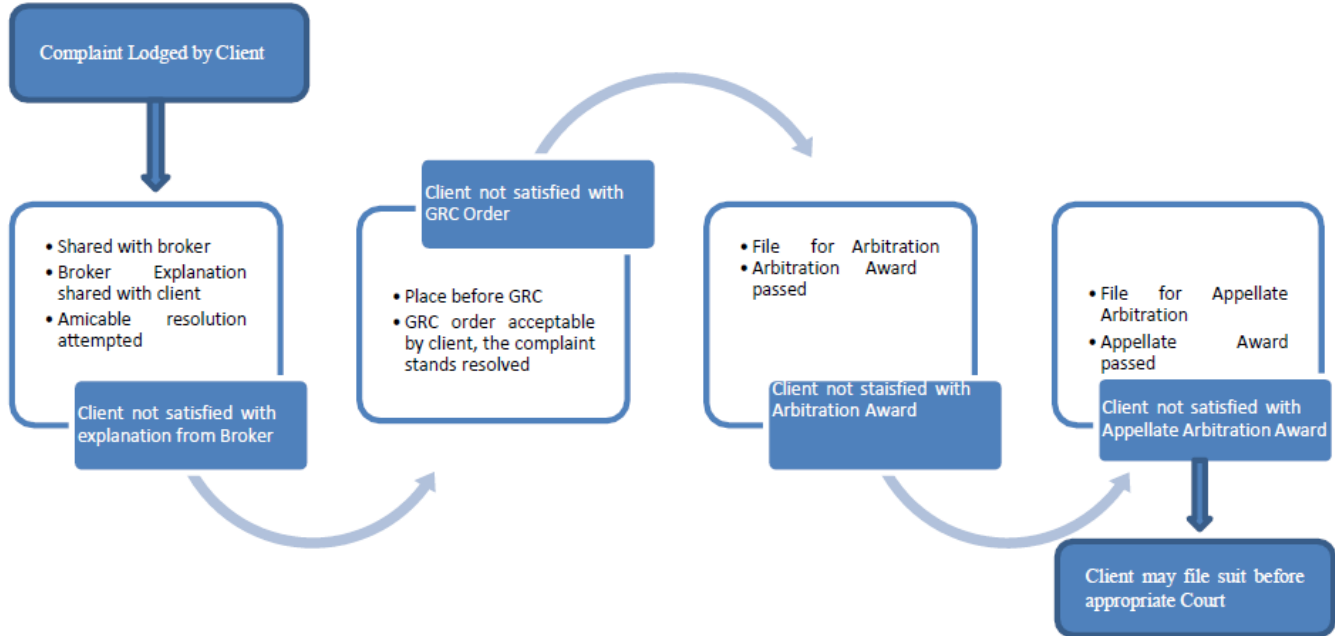 Complaint Lodged by Client
• Shared with broker
• Broker Explanation
shared with client
• Amicable resolution
attempted
Client not satisfied with
explanation from Broker
Client not satisfied with
GRC Order
• Place before GRC
• GRC order acceptable
by client, the complaint
stands resolved
• File for Arbitration
• Arbitration Award
passed
Client not staisfied with
Arbitration Award
• File for Appellate
Arbitration
• Appellate Award
passed
Client not satisfied with
Appellate Arbitration Award
Client may file suit before
appropriate Court